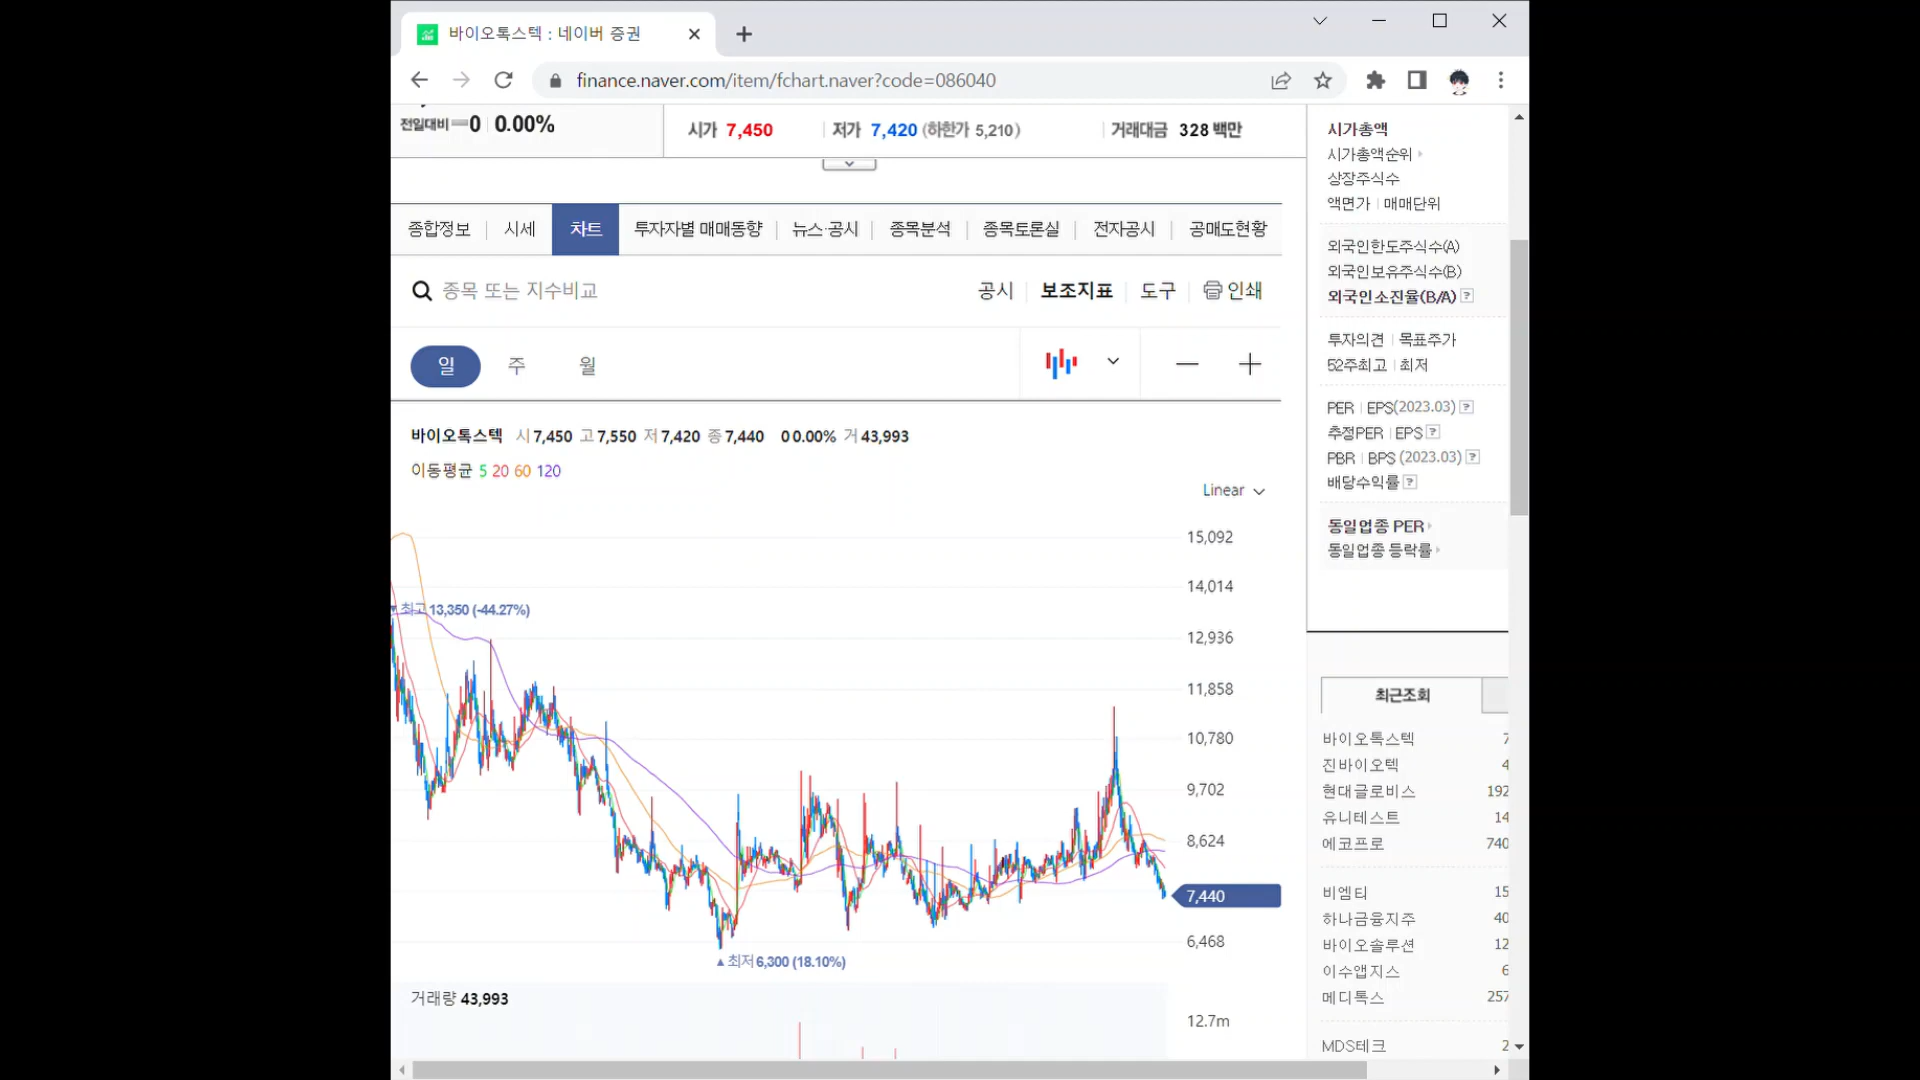 바이오톡스텍 : 네이버 증권
finance.naver.com/item/fchart.naver?code=086040
전일대비 0 0.00%
시가 7,450 저가 7,420 (하한가 5,210) 거래대금 328 백만
종합정보 시세 차트 투자자별 매매동향 뉴스·공시 종목분석 종목토론실 전자공시 공매도현황
종목 또는 지수비교 공시 보조지표 도구 인쇄
일 주 월
바이오톡스텍 시 7,450 고 7,550 저 7,420 종 7,440 0 0.00% 거 43,993
이동평균 5 20 60 120
Linear
15,092
14,014
최고 13,350 (-44.27%)
12,936
11,858
10,780
9,702
8,624
7,440
6,468
최저 6,300 (18.10%)
거래량 43,993
12.7m
시가총액
시가총액순위
상장주식수
액면가 매매단위
외국인한도주식수(A)
외국인보유주식수(B)
외국인소진율(B/A) ?
투자의견 목표주가
52주최고 최저
PER EPS(2023.03) ?
추정PER EPS ?
PBR BPS (2023.03) ?
배당수익률 ?
동일업종 PER
동일업종 등락률
최근조회
바이오톡스텍 7
진바이오텍 4
현대글로비스 192
유니테스트 14
에코프로 740
비엠티 15
하나금융지주 40
바이오솔루션 12
이수앱지스 6
메디톡스 257
MDS테크 2